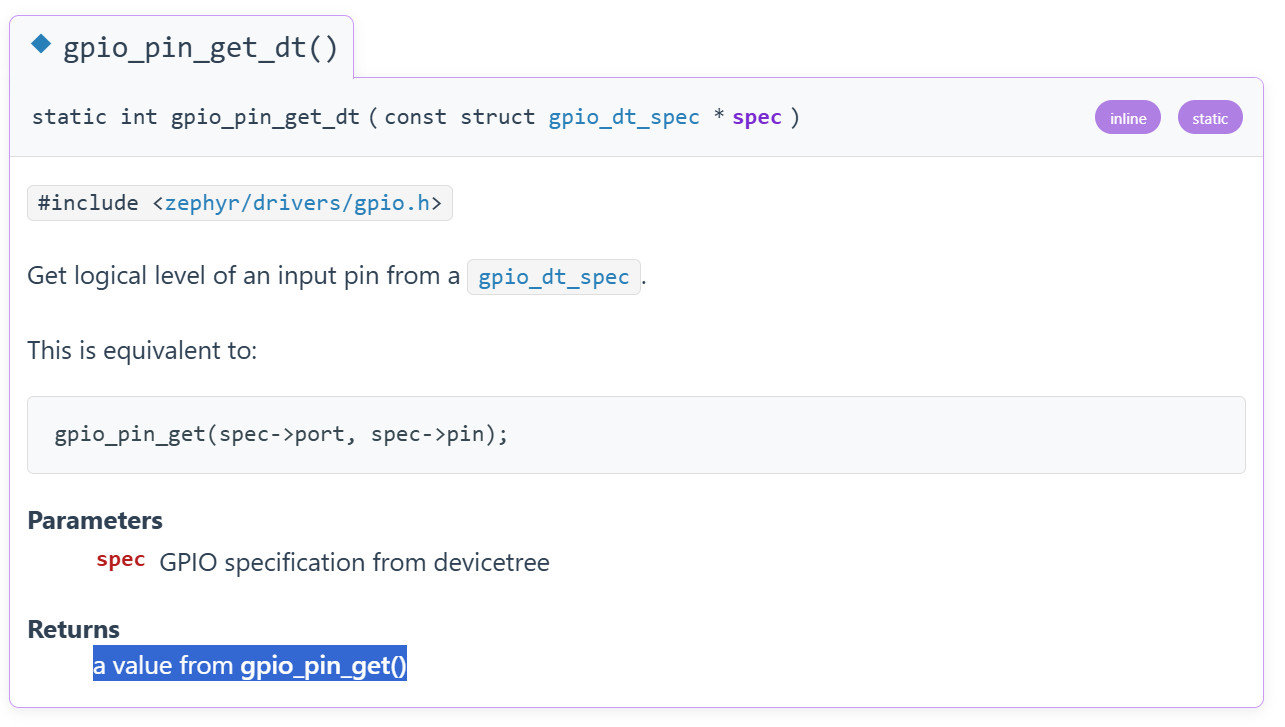 gpio_pin_get_dt()
static int gpio_pin_get_dt ( const struct gpio_dt_spec * spec )
inline
static
#include <zephyr/drivers/gpio.h>
Get logical level of an input pin from a gpio_dt_spec.
This is equivalent to:
gpio_pin_get(spec->port, spec->pin);
Parameters
spec GPIO specification from devicetree
Returns
a value from gpio_pin_get()